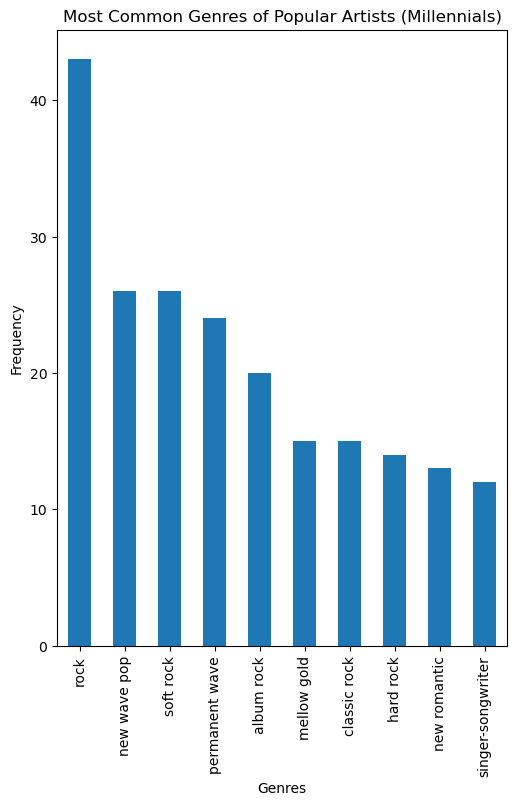 Most Common Genres of Popular Artists (Millennials)
40
30
20
10
0
Frequency
rock
new wave pop
soft rock
permanent wave
album rock
mellow gold
classic rock
hard rock
new romantic
singer-songwriter
Genres